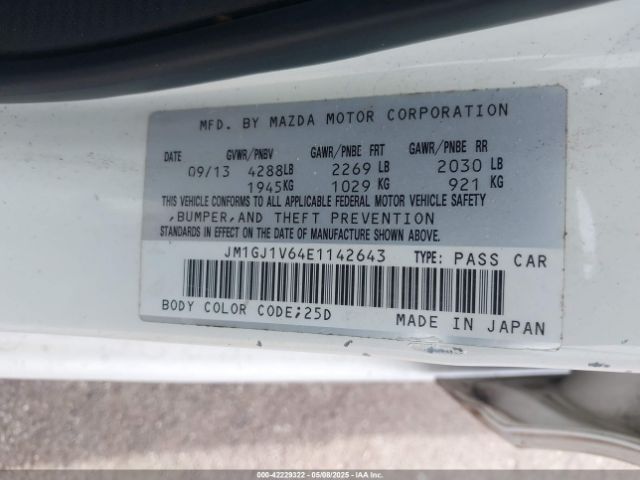 MFD. BY MAZDA MOTOR CORPORATION
DATE GVWR/PNBV GAWR/PNBE FRT GAWR/PNBE RR
09/13 4288LB 2269 LB 2030 LB
1945KG 1029 KG 921 KG
THIS VEHICLE CONFORMS TO ALL APPLICABLE FEDERAL MOTOR VEHICLE SAFETY
,BUMPER,AND THEFT PREVENTION
STANDARDS IN EFFECT ON THE DATE OF MANUFACTURE SHOWN ABOVE.
JM1GJ1V64E1142643 TYPE: PASS CAR
BODY COLOR CODE;25D MADE IN JAPAN
000-42229322 - 05/08/2025 - IAAI.COM